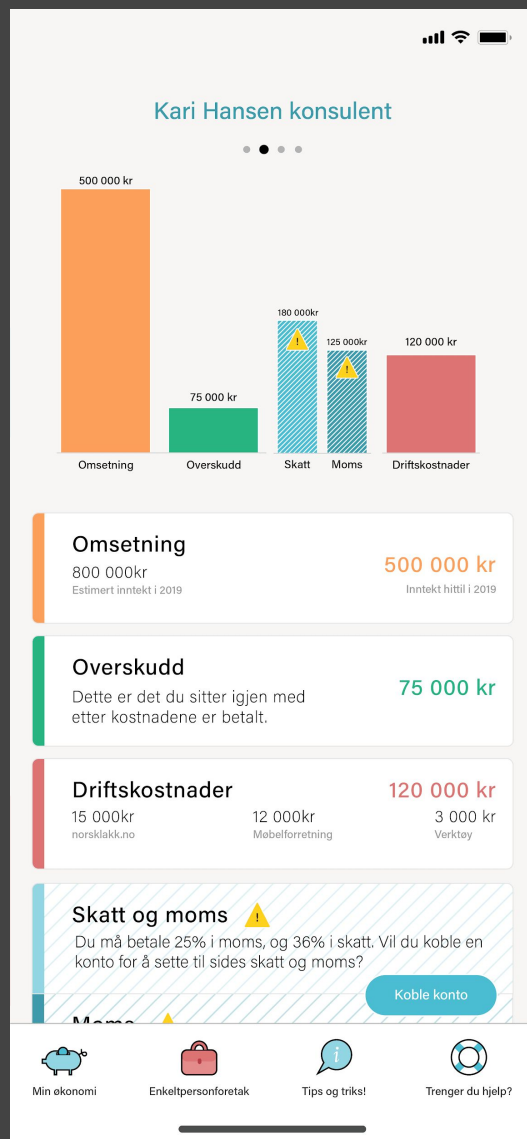 Kari Hansen konsulent
500 000 kr
180 000kr
125 000kr
120 000 kr
75 000 kr
Omsetning
Overskudd
Skatt
Moms
Driftskostnader
Omsetning
800 000kr
Estimert inntekt i 2019
500 000 kr
Inntekt hittil i 2019
Overskudd
Dette er det du sitter igjen med
etter kostnadene er betalt.
75 000 kr
Driftskostnader
120 000 kr
15 000kr
norsklakk.no
12 000kr
Møbelforretning
3 000 kr
Verktøy
Skatt og moms
Du må betale 25% i moms, og 36% i skatt. Vil du koble en
konto for å sette til sides skatt og moms?
Koble konto
Moms
Min økonomi
Enkeltpersonforetak
Tips og triks!
Trenger du hjelp?